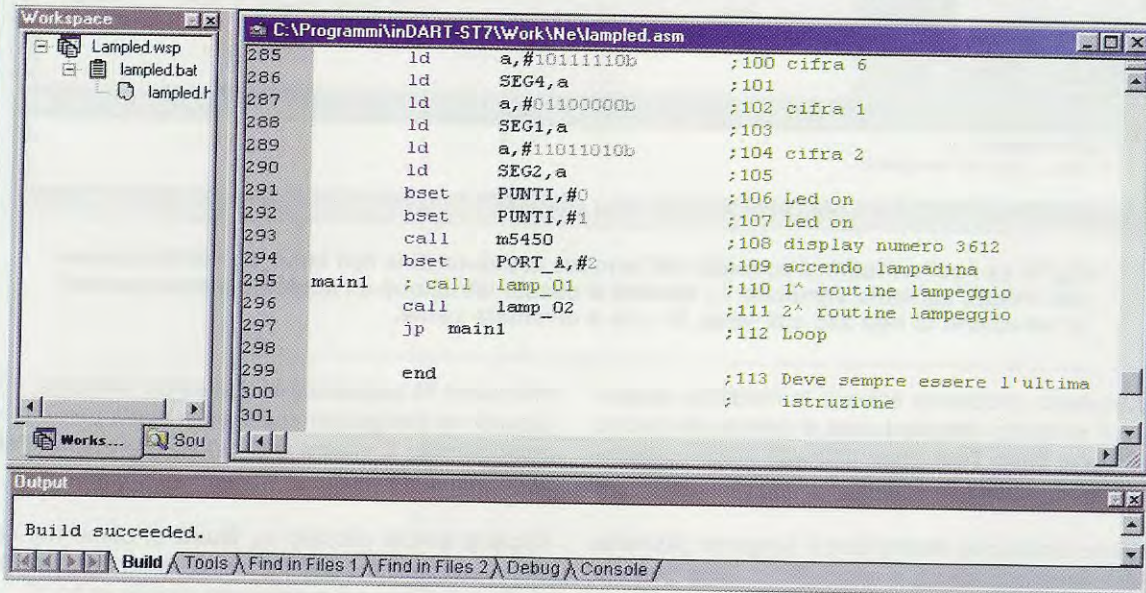 Workspace
Lampled.wsp
lampled.bat
lampled.h
Works... Sou
C:\Programmi\inDART-ST7\Work\Ne\lampled.asm
285 ld a,#10111110b ;100 cifra 6
286 ld SEG4,a ;101
287 ld a,#01100000b ;102 cifra 1
288 ld SEG1,a ;103
289 ld a,#11011010b ;104 cifra 2
290 ld SEG2,a ;105
291 bset PUNTI,#0 ;106 Led on
292 bset PUNTI,#1 ;107 Led on
293 call m5450 ;108 display numero 3612
294 bset PORT_A,#2 ;109 accendo lampadina
295 main1 ; call lamp_01 ;110 1^ routine lampeggio
296 call lamp_02 ;111 2^ routine lampeggio
297 jp main1 ;112 Loop
298
299 end ;113 Deve sempre essere l'ultima
300 ; istruzione
301
Output
Build succeeded.
Build Tools Find in Files 1 Find in Files 2 Debug Console